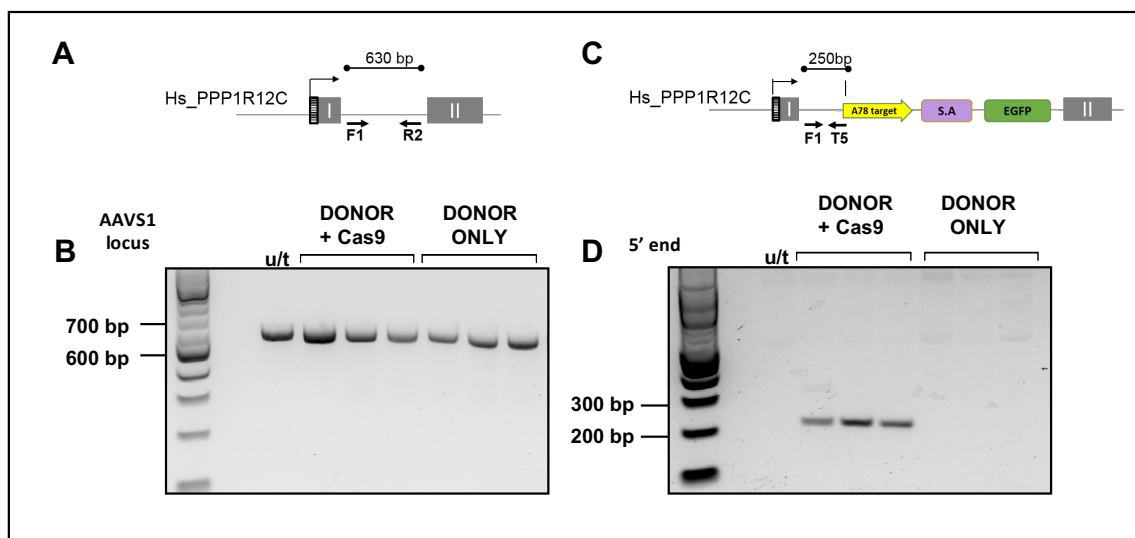 A
630 bp
Hs_PPP1R12C
I
II
F1
R2
C
250bp
Hs_PPP1R12C
I
A78 target
S.A
EGFP
II
F1
T5
B
AAVS1
locus
u/t
DONOR
+ Cas9
DONOR
ONLY
700 bp
600 bp
D
5' end
u/t
DONOR
+ Cas9
DONOR
ONLY
300 bp
200 bp